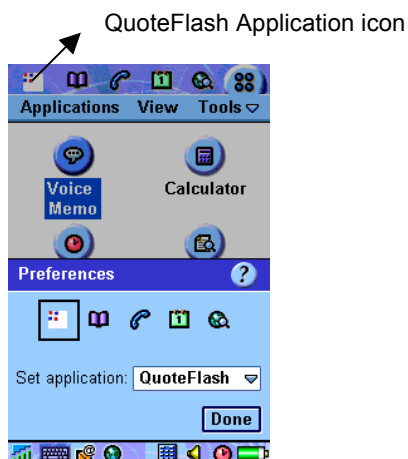 QuoteFlash Application icon
Applications View Tools
Voice Memo
Calculator
Preferences ?
Set application: QuoteFlash
Done